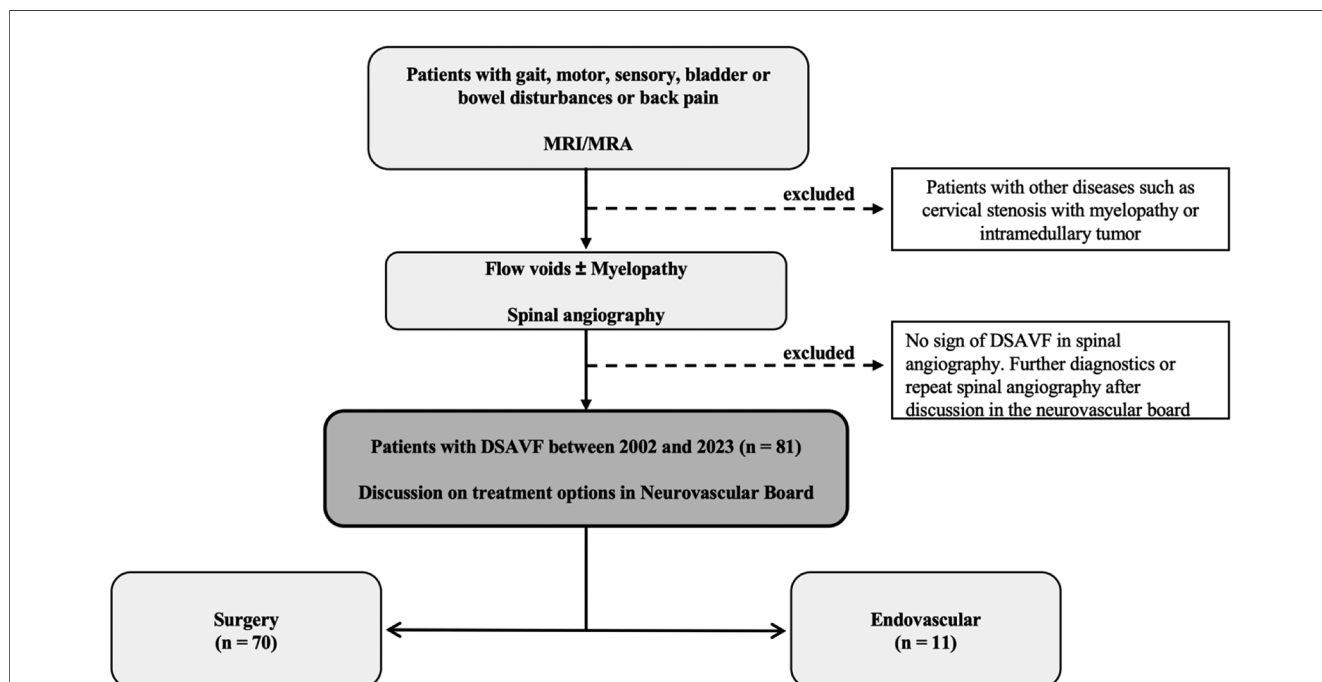 Patients with gait, motor, sensory, bladder or
bowel disturbances or back pain
MRI/MRA
excluded
Patients with other diseases such as
cervical stenosis with myelopathy or
intramedullary tumor
Flow voids ± Myelopathy
Spinal angiography
excluded
No sign of DSAVF in spinal
angiography. Further diagnostics or
repeat spinal angiography after
discussion in the neurovascular board
Patients with DSAVF between 2002 and 2023 (n = 81)
Discussion on treatment options in Neurovascular Board
Surgery
(n = 70)
Endovascular
(n = 11)